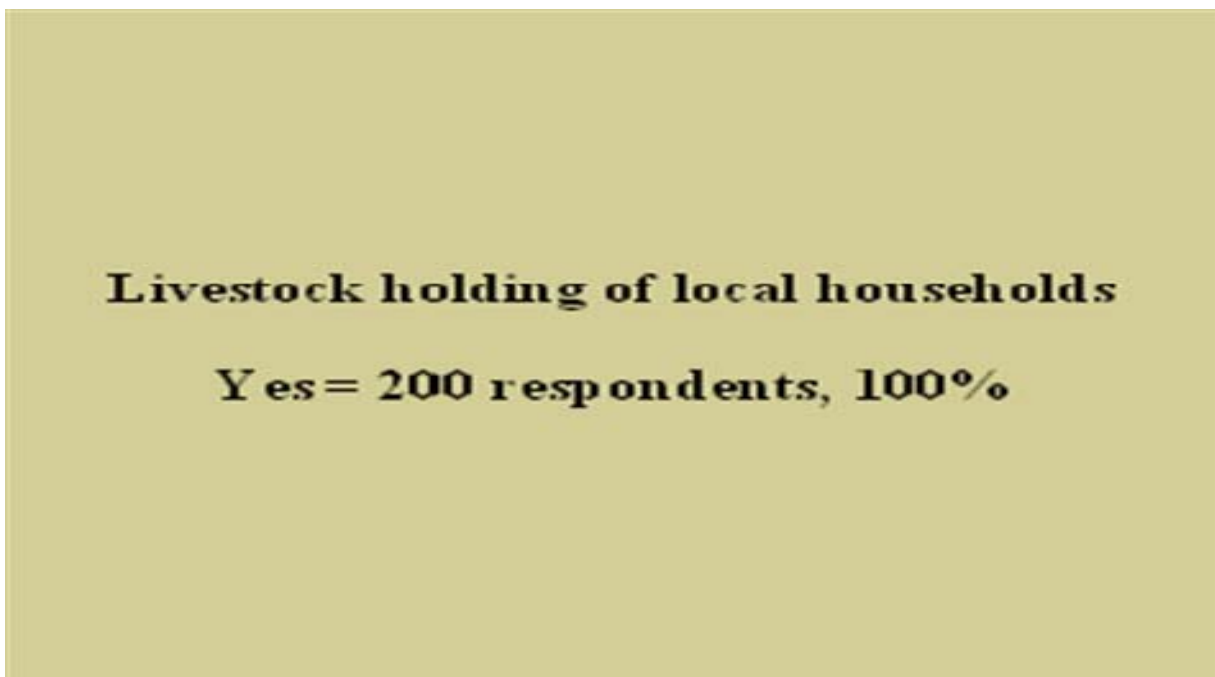 Livestock holding of local households
Yes= 200 respondents, 100%